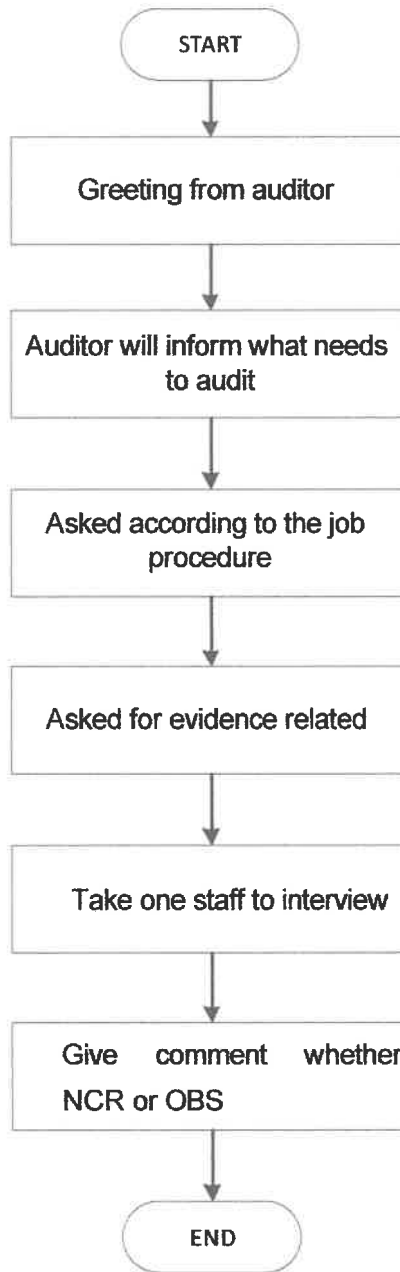 START
Greeting from auditor
Auditor will inform what needs
to audit
Asked according to the job
procedure
Asked for evidence related
Take one staff to interview
Give comment whether
NCR or OBS
END